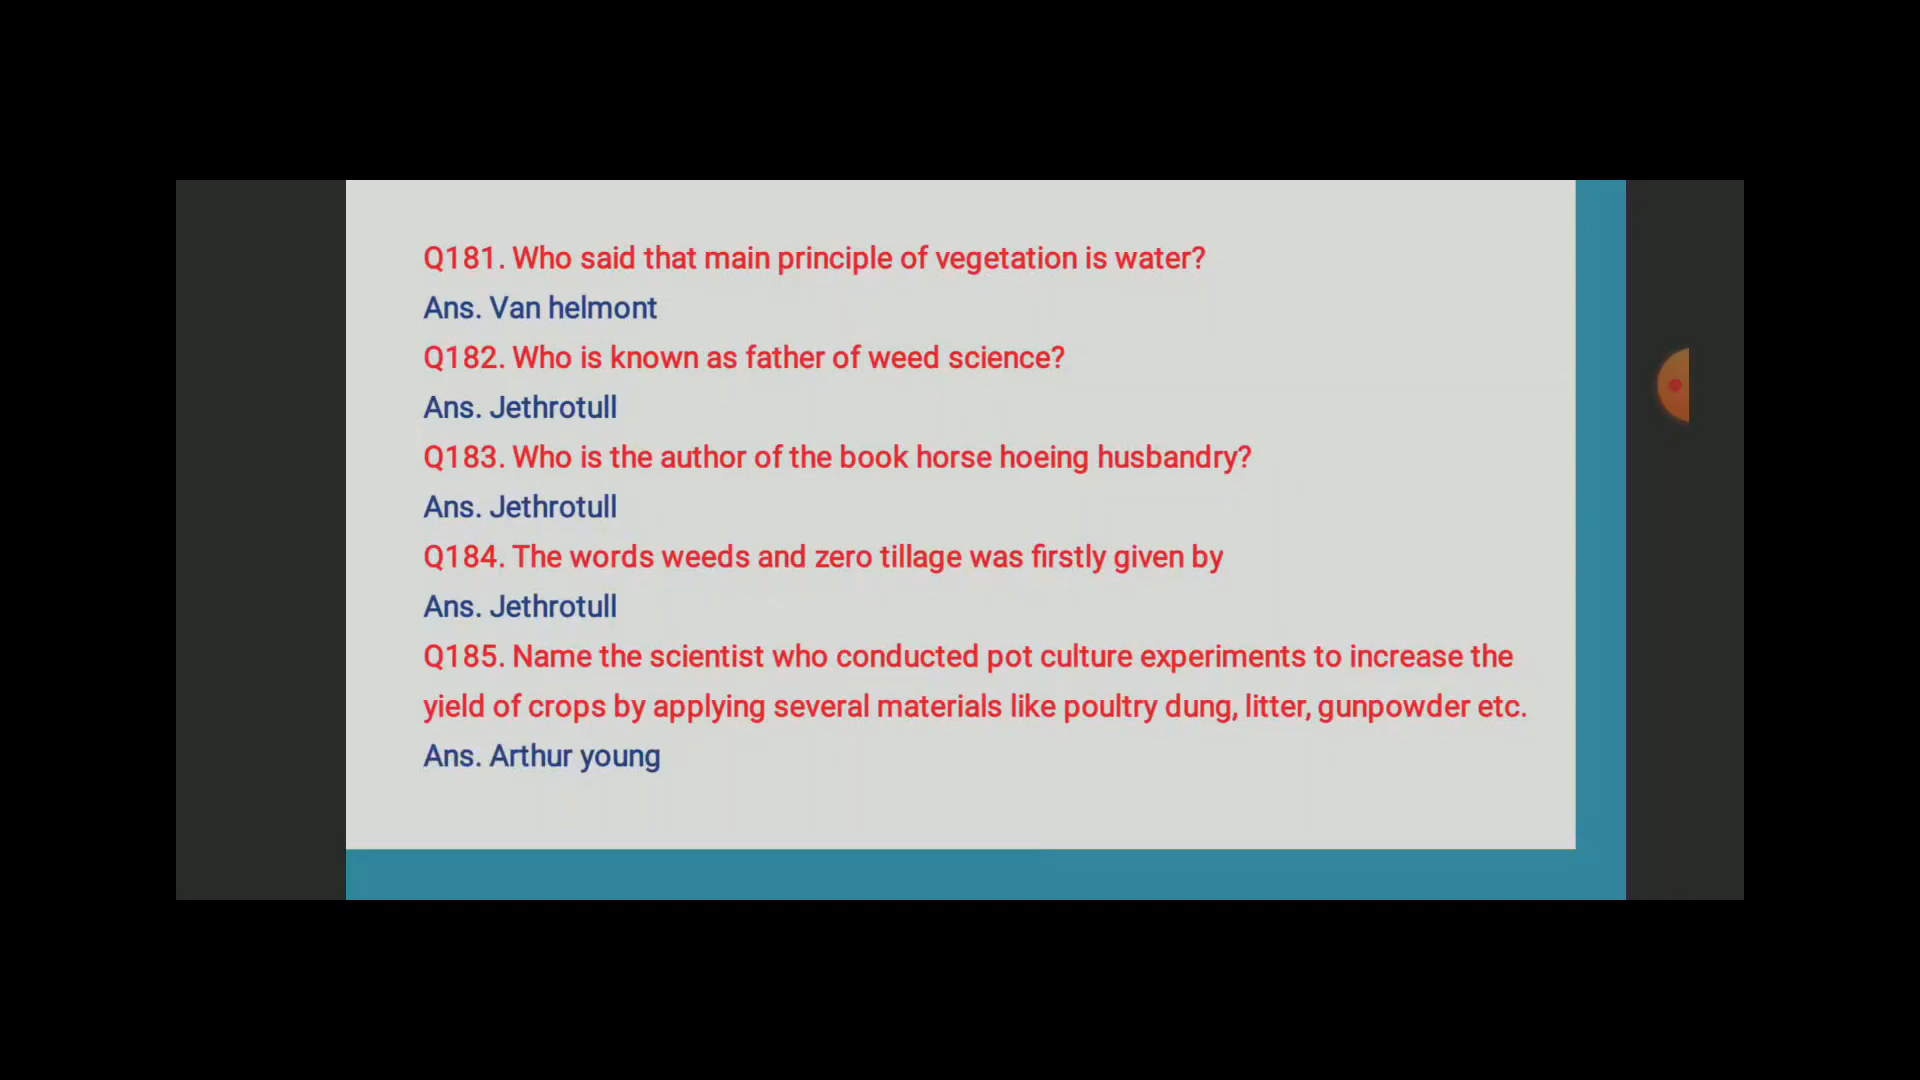 Q181. Who said that main principle of vegetation is water?
Ans. Van helmont
Q182. Who is known as father of weed science?
Ans. Jethrotull
Q183. Who is the author of the book horse hoeing husbandry?
Ans. Jethrotull
Q184. The words weeds and zero tillage was firstly given by
Ans. Jethrotull
Q185. Name the scientist who conducted pot culture experiments to increase the
yield of crops by applying several materials like poultry dung, litter, gunpowder etc.
Ans. Arthur young